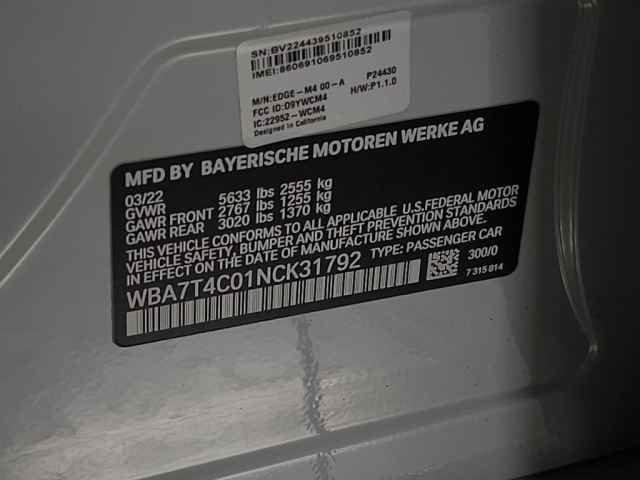 SN:BV224439510852
IMEI:860691069510852
P24430
M/N:EDGE-M4 00-A H/W:P1.1.0
FCC ID:O9YWCM4
IC:22952-WCM4
Designed in California
MFD BY BAYERISCHE MOTOREN WERKE AG
03/22
GVWR 5633 lbs 2555 kg
GAWR FRONT 2767 lbs 1255 kg
GAWR REAR 3020 lbs 1370 kg
THIS VEHICLE CONFORMS TO ALL APPLICABLE U.S.FEDERAL MOTOR
VEHICLE SAFETY, BUMPER AND THEFT PREVENTION STANDARDS
IN EFFECT ON THE DATE OF MANUFACTURE SHOWN ABOVE.
WBA7T4C01NCK31792 TYPE: PASSENGER CAR
300/0
7 315 814